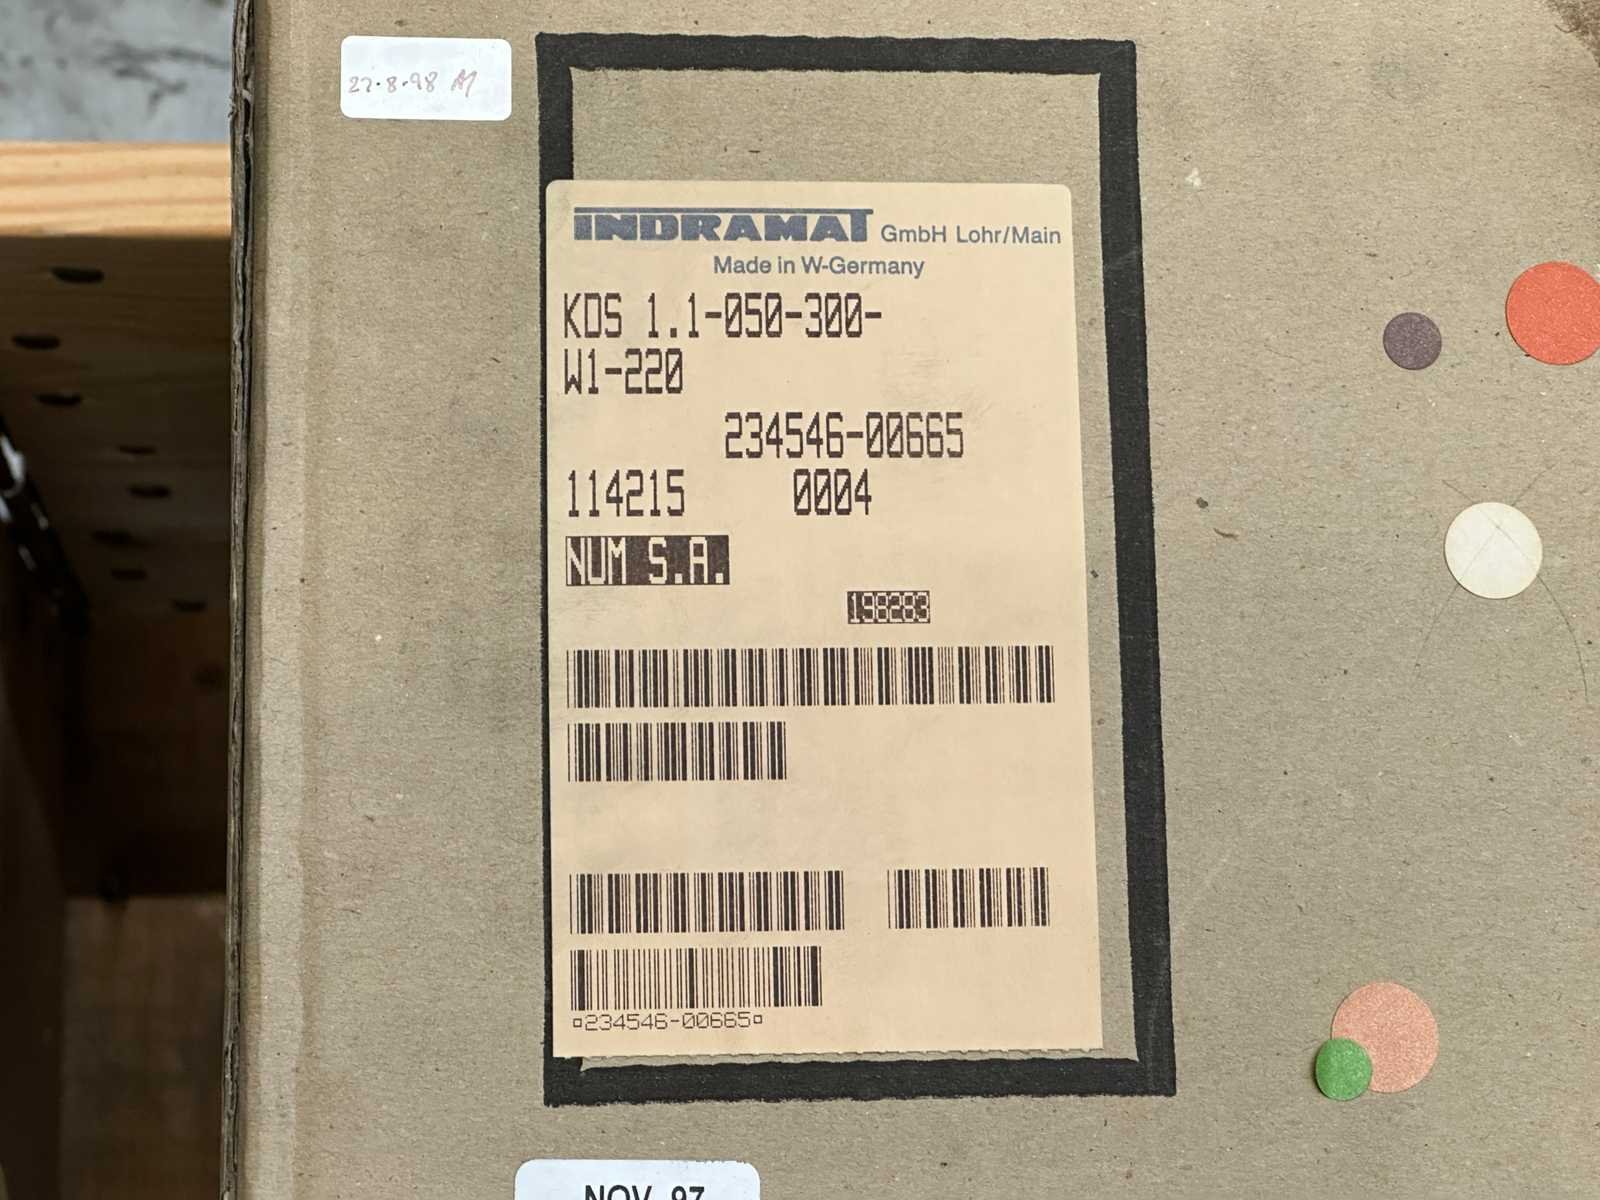 27.8.98
INDRAMAT GmbH Lohr/Main
Made in W-Germany
KDS 1.1-050-300-
W1-220
234546-00665
114215 0004
NUM S.A.
198283
¤234546-00665¤
NOV 97